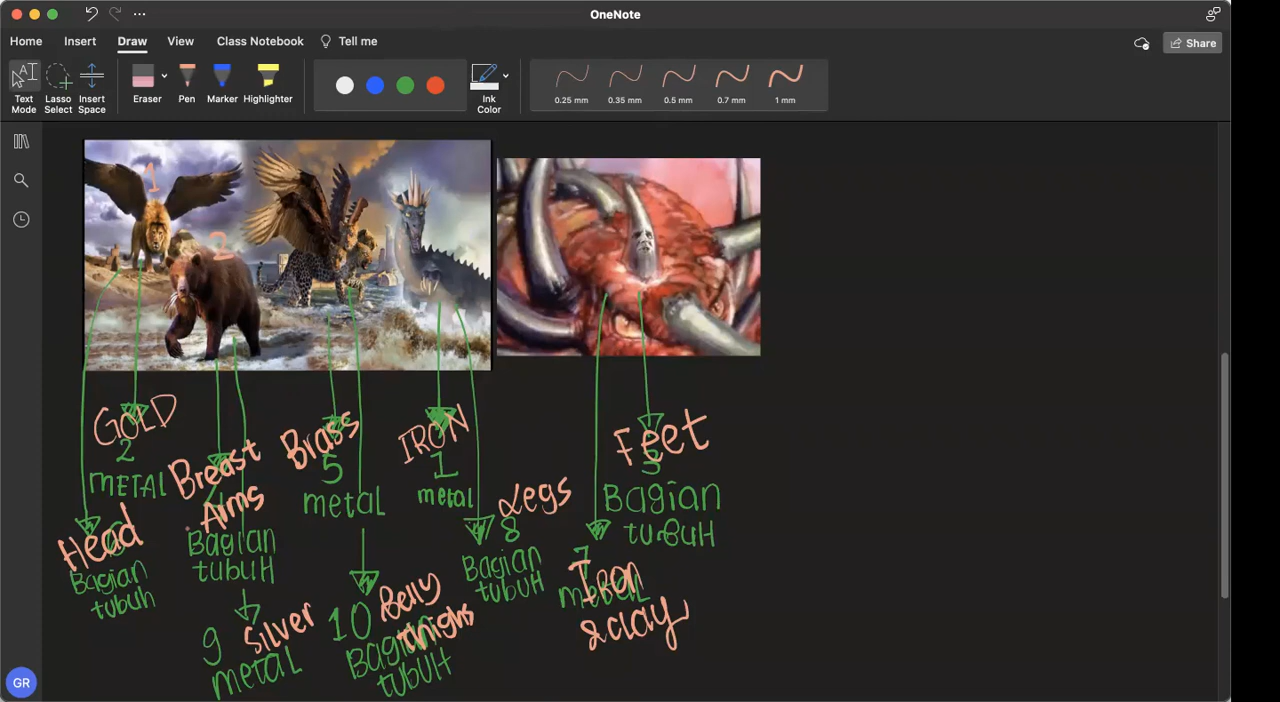 OneNote
Home Insert Draw View Class Notebook Tell me
Share
Text Mode
Lasso Select
Insert Space
Eraser
Pen
Marker
Highlighter
Ink Color
0.25 mm
0.35 mm
0.5 mm
0.7 mm
1 mm
1
2
GOLD
2
METAL
Head
Bagian
tubuh
Breast
Arms
Bagian
tubuH
9 Silver
metal
Brass
5
metal
10 Belly
thighs
Bagian
tubuH
IRON
1
metal
Legs
8
Bagian
tubuH
Feet
Bagian
tubuH
7
Iron
metal
&clay
GR